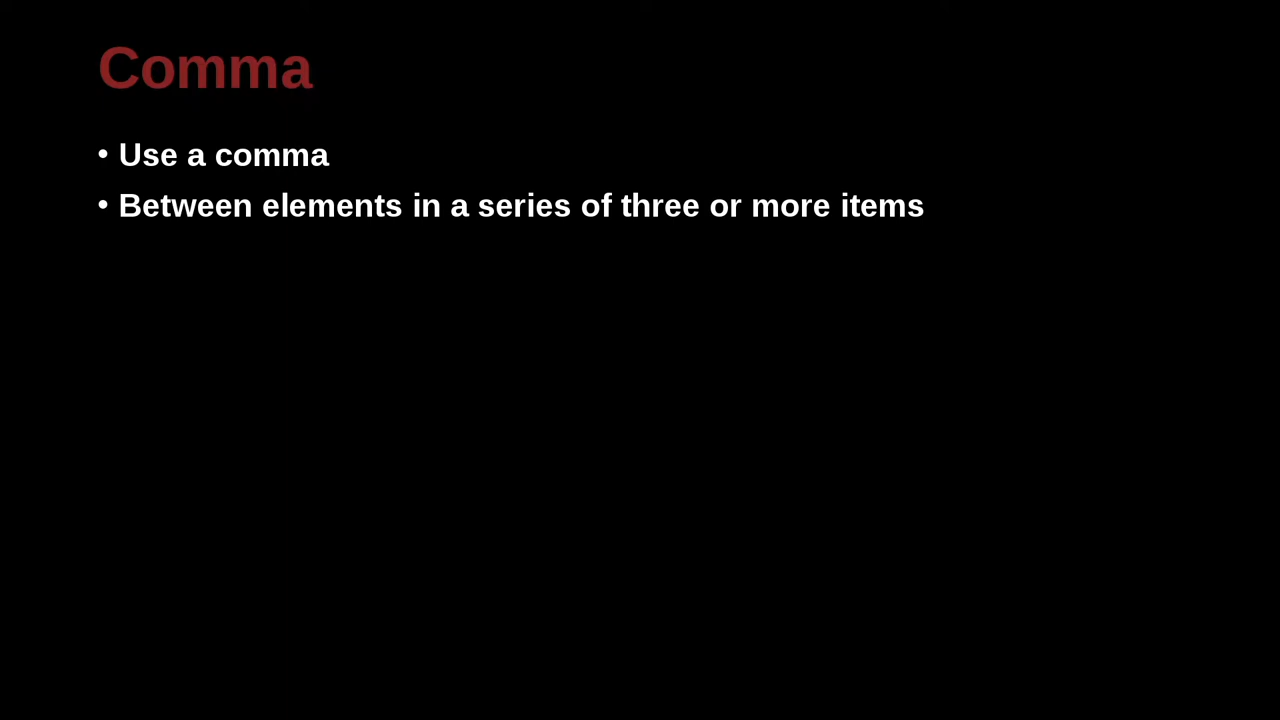 Comma
• Use a comma
• Between elements in a series of three or more items